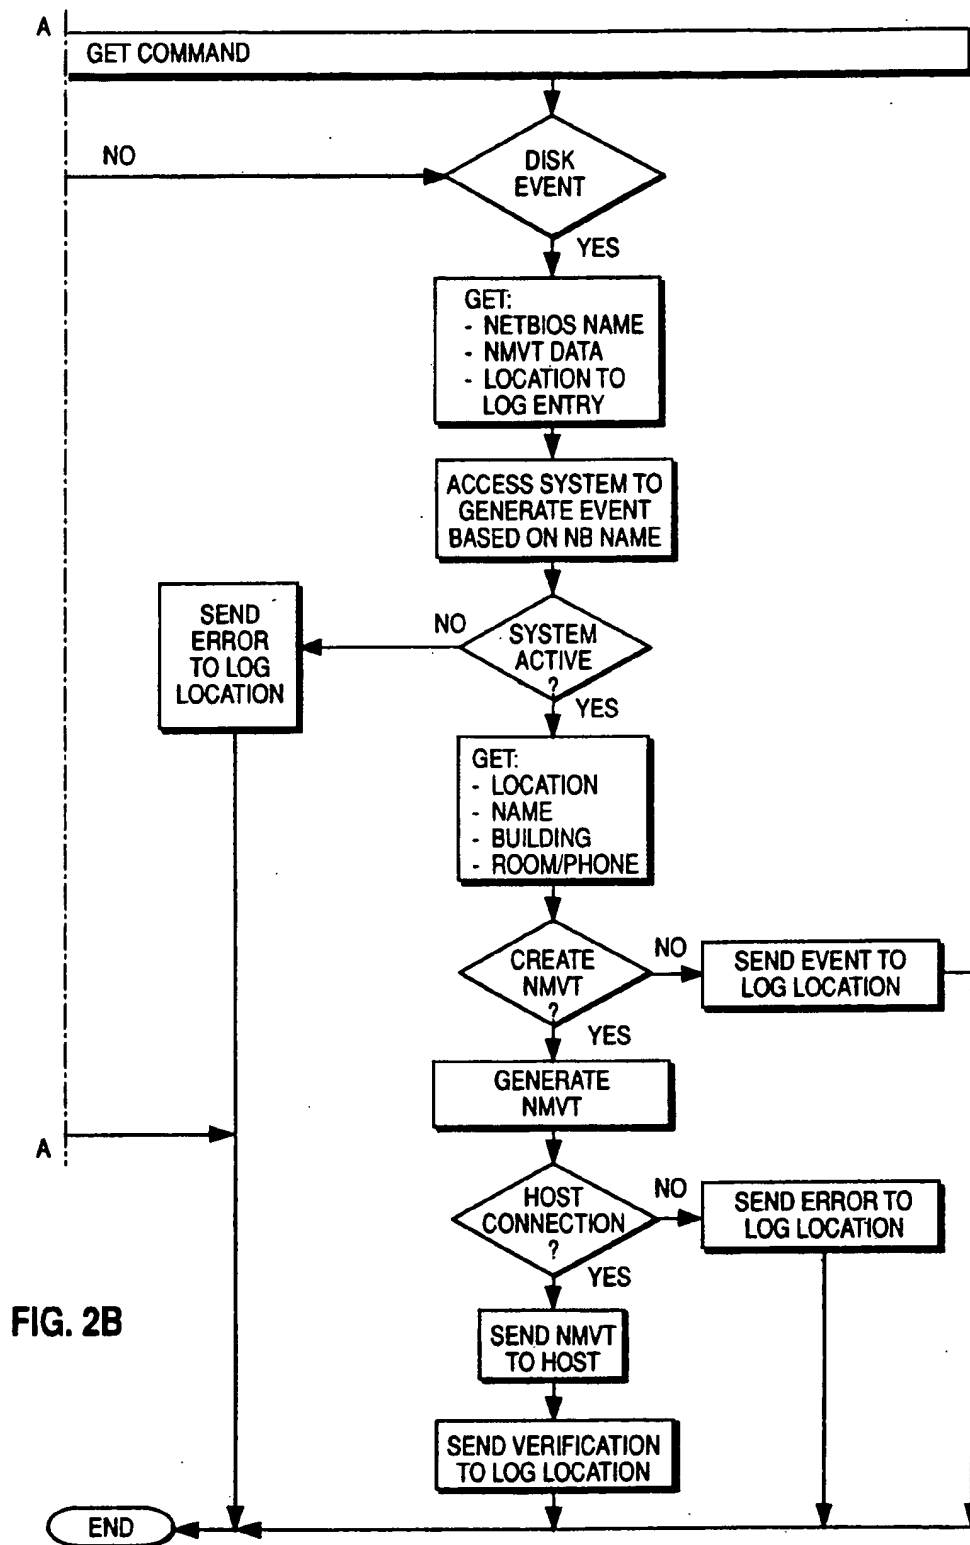 A
GET COMMAND
NO
DISK
EVENT
YES
GET:
- NETBIOS NAME
- NMVT DATA
- LOCATION TO
LOG ENTRY
ACCESS SYSTEM TO
GENERATE EVENT
BASED ON NB NAME
SEND
ERROR
TO LOG
LOCATION
NO
SYSTEM
ACTIVE
?
YES
GET:
- LOCATION
- NAME
- BUILDING
- ROOM/PHONE
CREATE
NMVT
?
NO
SEND EVENT TO
LOG LOCATION
YES
GENERATE
NMVT
A
HOST
CONNECTION
?
NO
SEND ERROR TO
LOG LOCATION
YES
FIG. 2B
SEND NMVT
TO HOST
SEND VERIFICATION
TO LOG LOCATION
END